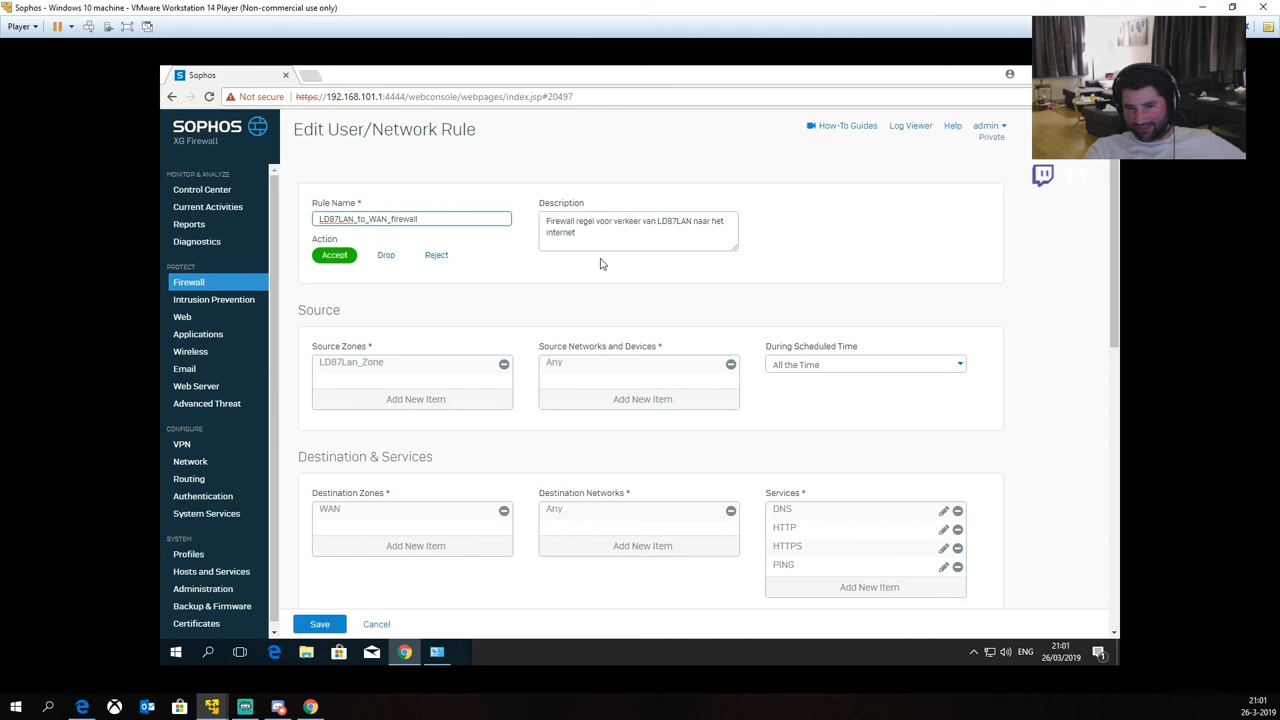 Sophos - Windows 10 machine - VMware Workstation 14 Player (Non-commercial use only)
Player
Sophos
Not secure
https://192.168.101.1:4444/webconsole/webpages/index.jsp#20497
SOPHOS
XG Firewall
Edit User/Network Rule
How-To Guides
Log Viewer
Help
admin
Private
MONITOR & ANALYZE
Control Center
Current Activities
Reports
Diagnostics
PROTECT
Firewall
Intrusion Prevention
Web
Applications
Wireless
Email
Web Server
Advanced Threat
CONFIGURE
VPN
Network
Routing
Authentication
System Services
SYSTEM
Profiles
Hosts and Services
Administration
Backup & Firmware
Certificates
Rule Name *
LD87LAN_to_WAN_firewall
Description
Firewall regel voor verkeer van LD87LAN naar het
internet
Action
Accept
Drop
Reject
Source
Source Zones *
LD87Lan_Zone
Add New Item
Source Networks and Devices *
Any
Add New Item
During Scheduled Time
All the Time
Destination & Services
Destination Zones *
WAN
Add New Item
Destination Networks *
Any
Add New Item
Services *
DNS
HTTP
HTTPS
PING
Add New Item
Save
Cancel
ENG
21:01
26/03/2019
21:01
26-3-2019